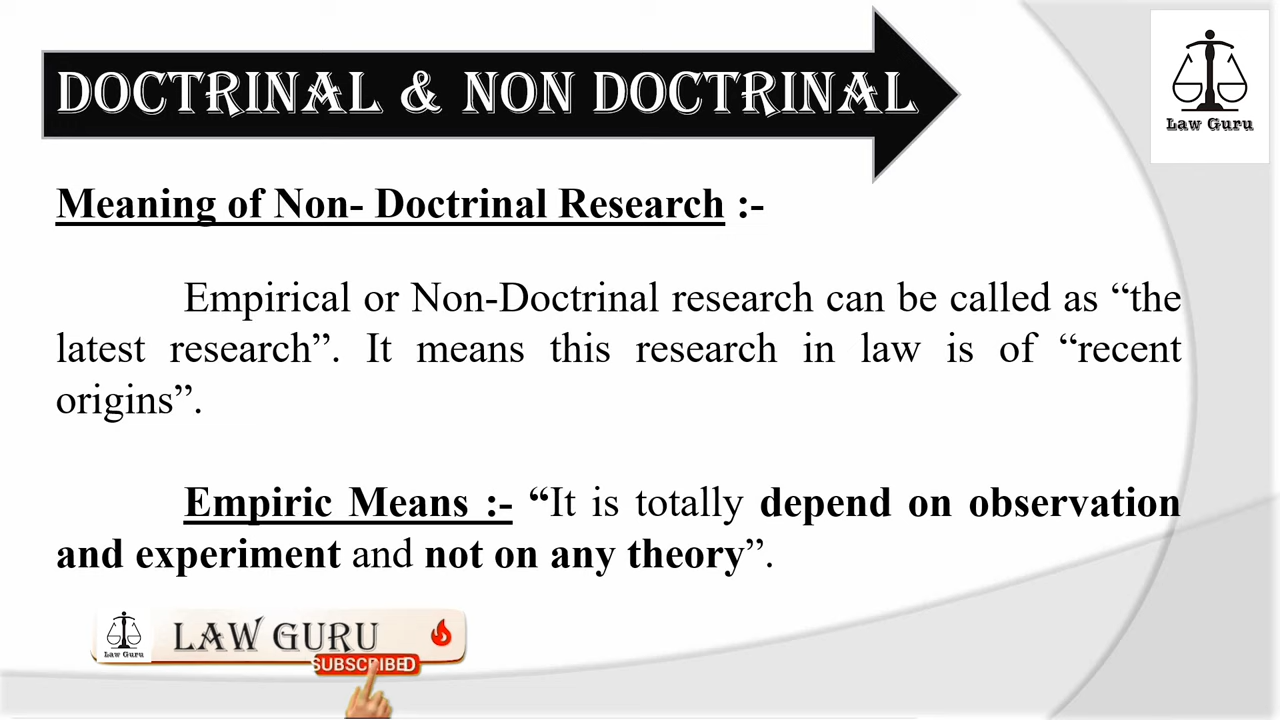 DOCTRINAL & NON DOCTRINAL
Law Guru
Meaning of Non- Doctrinal Research :-
Empirical or Non-Doctrinal research can be called as “the
latest research”. It means this research in law is of “recent
origins”.
Empiric Means :- “It is totally depend on observation
and experiment and not on any theory”.
Law Guru
LAW GURU
SUBSCRIBED